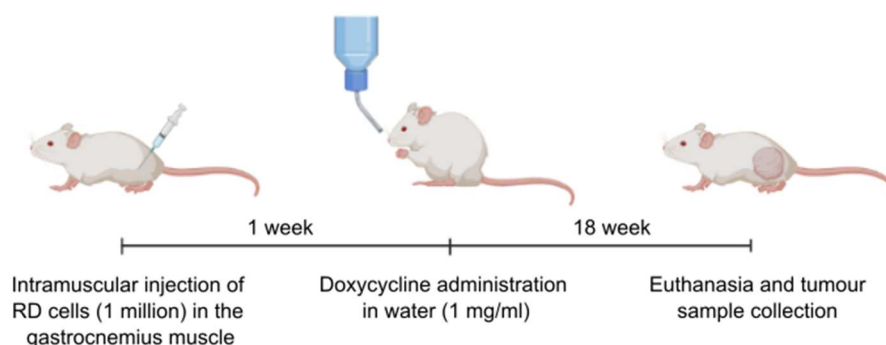 1 week
18 week
Intramuscular injection of
RD cells (1 million) in the
gastrocnemius muscle
Doxycycline administration
in water (1 mg/ml)
Euthanasia and tumour
sample collection